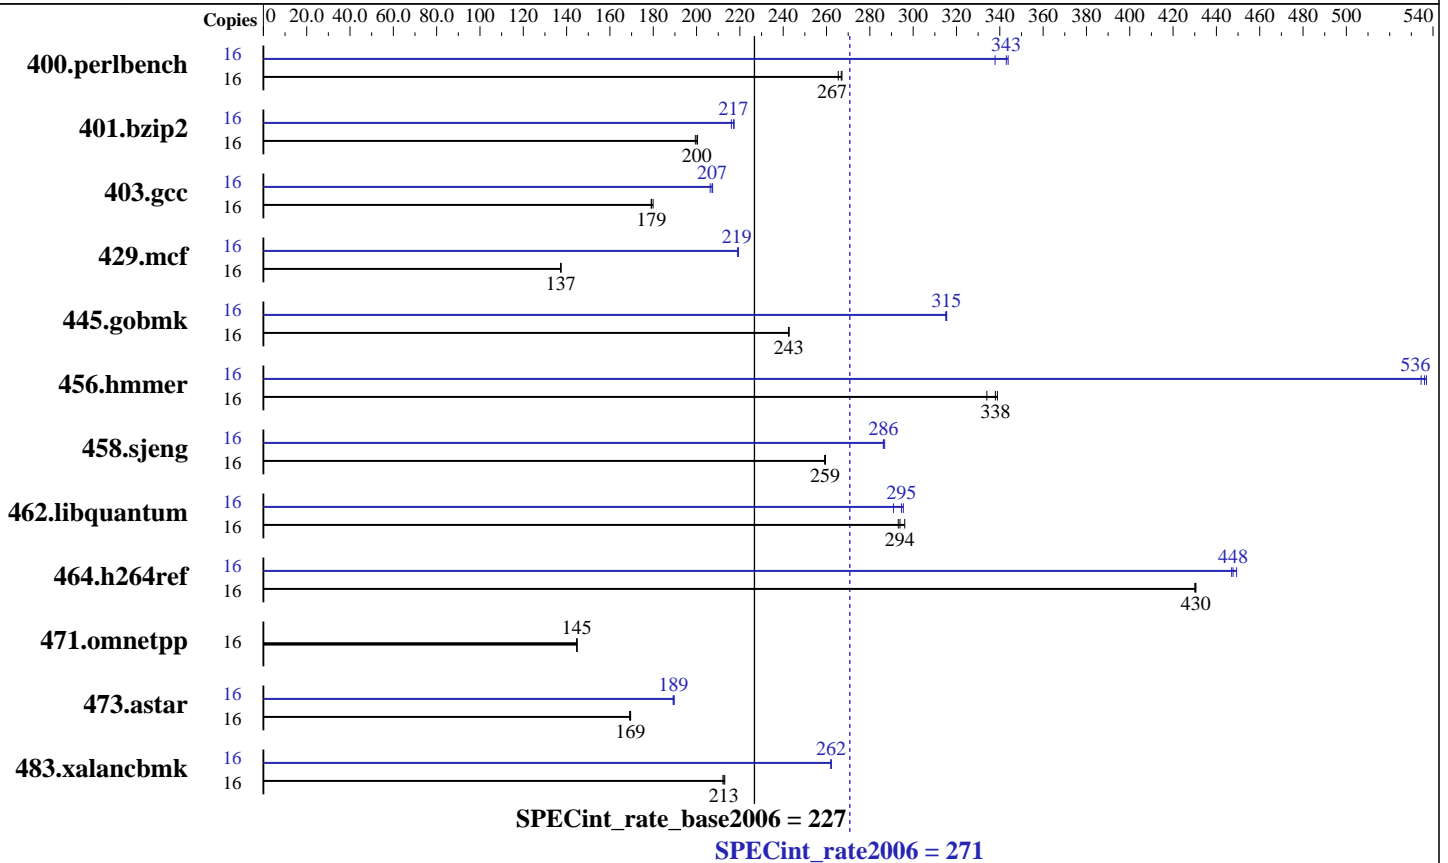 Copies 0 20.0 40.0 60.0 80.0 100 120 140 160 180 200 220 240 260 280 300 320 340 360 380 400 420 440 460 480 500 540
400.perlbench 16 343
16 267
401.bzip2 16 217
16 200
403.gcc 16 207
16 179
429.mcf 16 219
16 137
445.gobmk 16 315
16 243
456.hmmer 16 536
16 338
458.sjeng 16 286
16 259
462.libquantum 16 295
16 294
464.h264ref 16 448
16 430
471.omnetpp 16 145
473.astar 16 189
16 169
483.xalancbmk 16 262
16 213
SPECint_rate_base2006 = 227
SPECint_rate2006 = 271